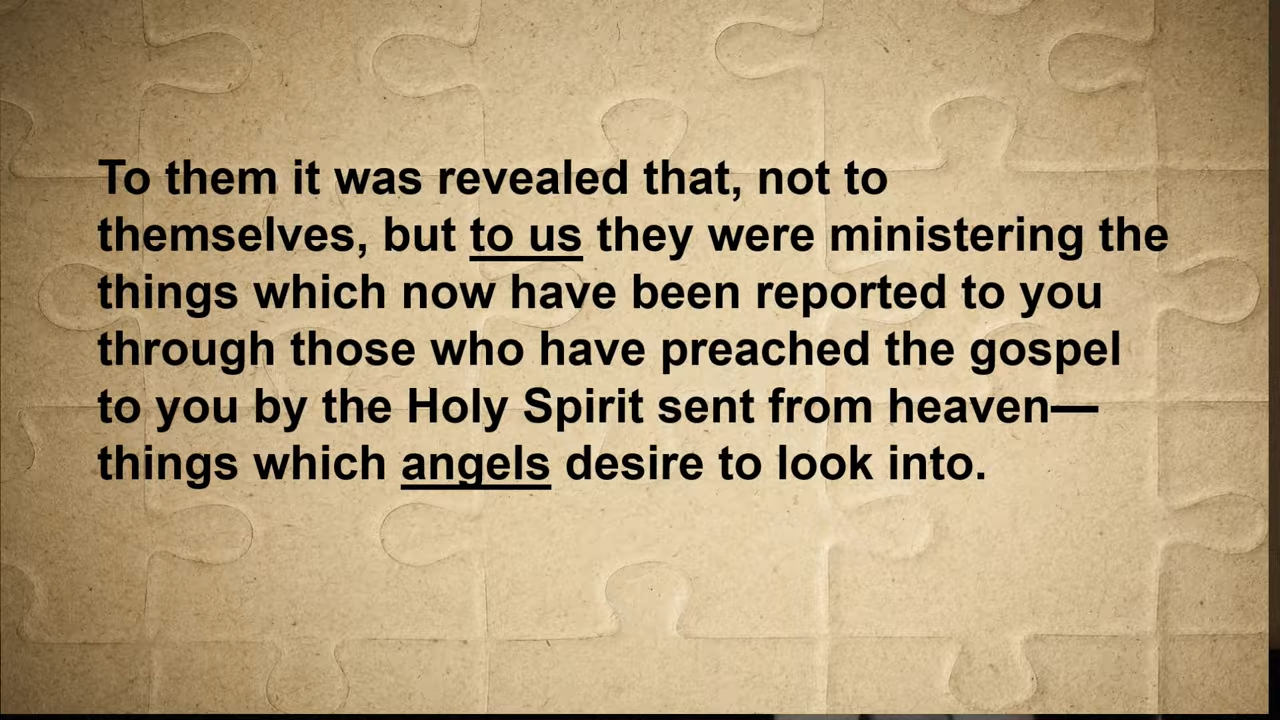 To them it was revealed that, not to
themselves, but to us they were ministering the
things which now have been reported to you
through those who have preached the gospel
to you by the Holy Spirit sent from heaven—
things which angels desire to look into.